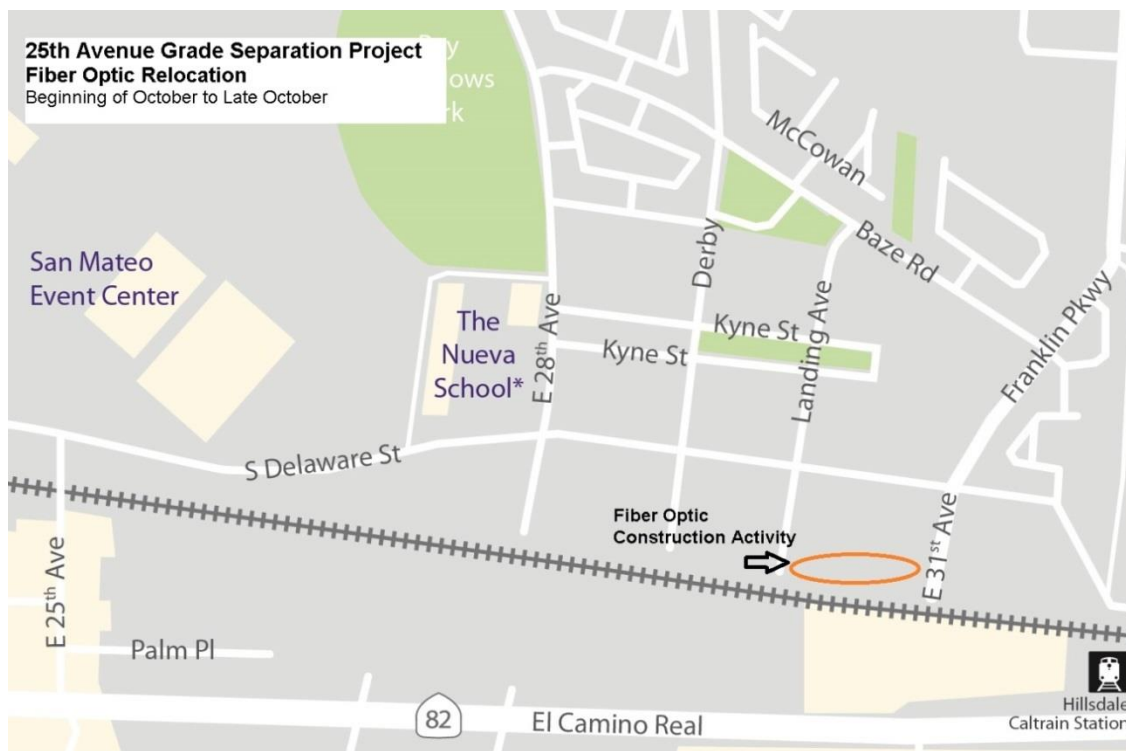 25th Avenue Grade Separation Project
Fiber Optic Relocation
Beginning of October to Late October
ows
rk
McCowan
San Mateo
Event Center
Derby
Baze Rd
The
Nueva
School*
E 28th Ave
Kyne St
Kyne St
Landing Ave
Franklin Pkwy
S Delaware St
Fiber Optic
Construction Activity
E 31st Ave
E 25th Ave
Palm Pl
82
El Camino Real
Hillsdale
Caltrain Station